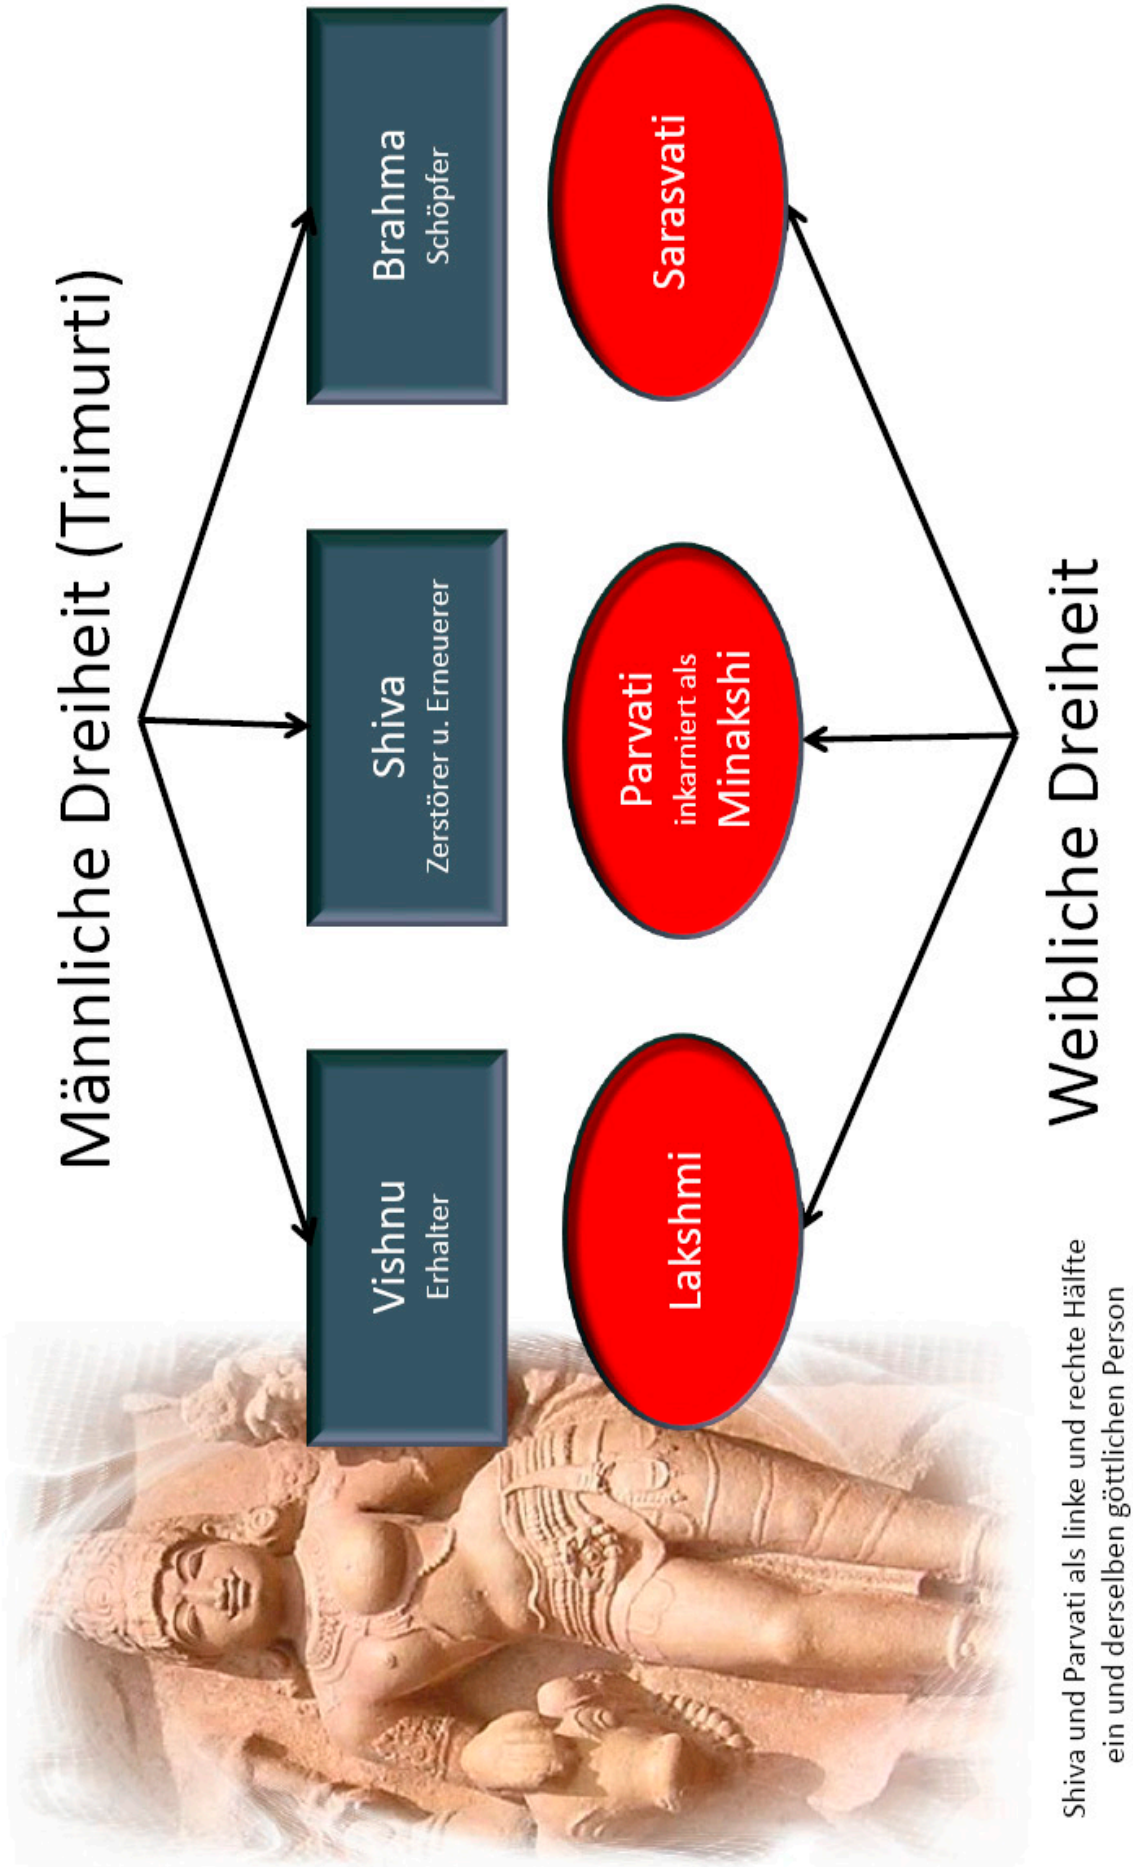 Männliche Dreiheit (Trimurti)
Vishnu
Erhalter
Shiva
Zerstörer u. Erneuerer
Brahma
Schöpfer
Lakshmi
Parvati
inkarniert als
Minakshi
Sarasvati
Weibliche Dreiheit
Shiva und Parvati als linke und rechte Hälfte
ein und derselben göttlichen Person